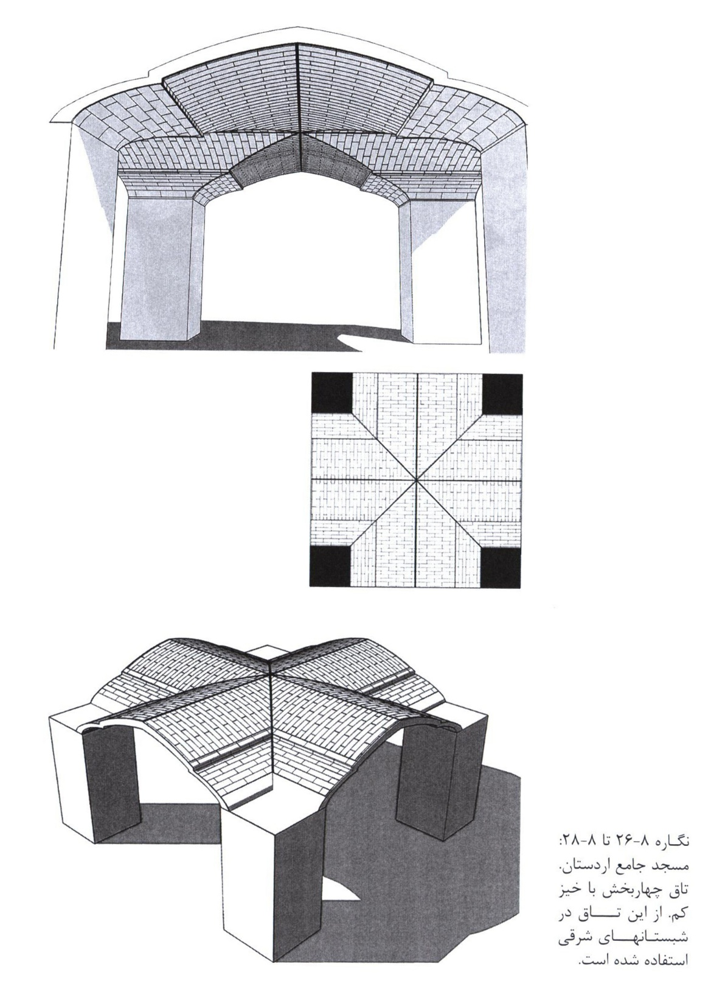 نگاره ۸-۲۶ تا ۸-۲۸:
مسجد جامع اردستان.
تاق چهاربخش با خیز
کم. از این تاق در
شبستانهای شرقی
استفاده شده است.